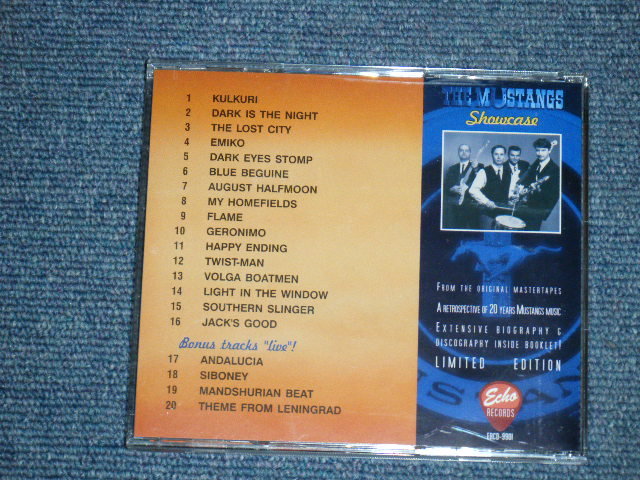 1 KULKURI
2 DARK IS THE NIGHT
3 THE LOST CITY
4 EMIKO
5 DARK EYES STOMP
6 BLUE BEGUINE
7 AUGUST HALFMOON
8 MY HOMEFIELDS
9 FLAME
10 GERONIMO
11 HAPPY ENDING
12 TWIST-MAN
13 VOLGA BOATMEN
14 LIGHT IN THE WINDOW
15 SOUTHERN SLINGER
16 JACK'S GOOD
Bonus tracks "live"!
17 ANDALUCIA
18 SIBONEY
19 MANDSHURIAN BEAT
20 THEME FROM LENINGRAD
THE MUSTANGS
Showcase
FROM THE ORIGINAL MASTERTAPES
A RETROSPECTIVE OF 20 YEARS MUSTANGS MUSIC
EXTENSIVE BIOGRAPHY &
DISCOGRAPHY INSIDE BOOKLET!
LIMITED EDITION
Echo
RECORDS
ERCD-9901